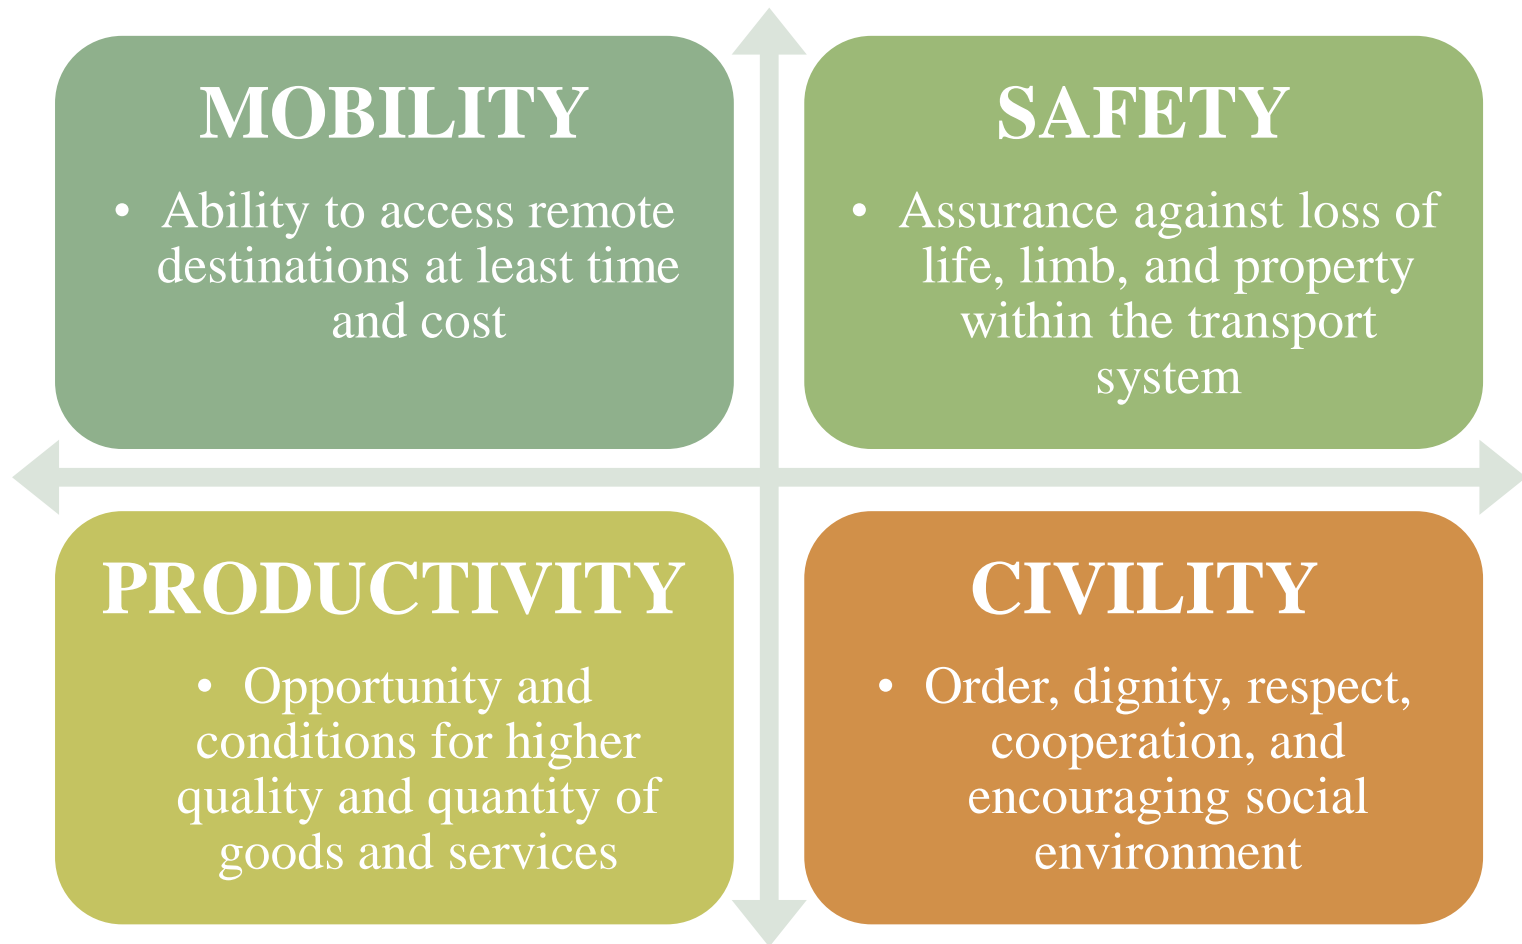 MOBILITY
• Ability to access remote
destinations at least time
and cost
SAFETY
• Assurance against loss of
life, limb, and property
within the transport
system
PRODUCTIVITY
• Opportunity and
conditions for higher
quality and quantity of
goods and services
CIVILITY
• Order, dignity, respect,
cooperation, and
encouraging social
environment